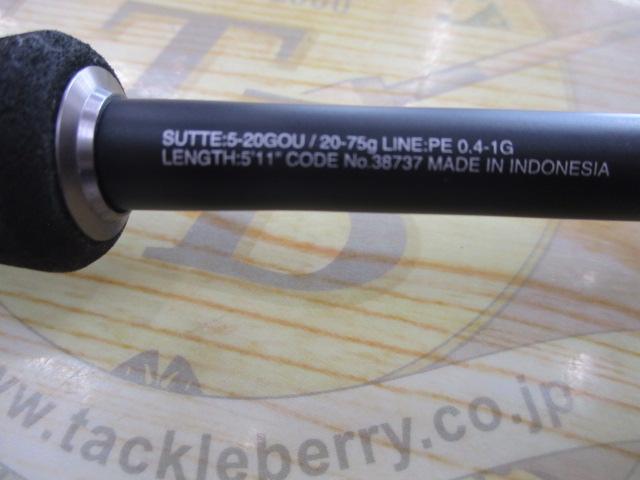 SUTTE:5-20GOU / 20-75g LINE:PE 0.4-1G
LENGTH:5'11" CODE No.38737 MADE IN INDONESIA
www.tackleberry.co.jp